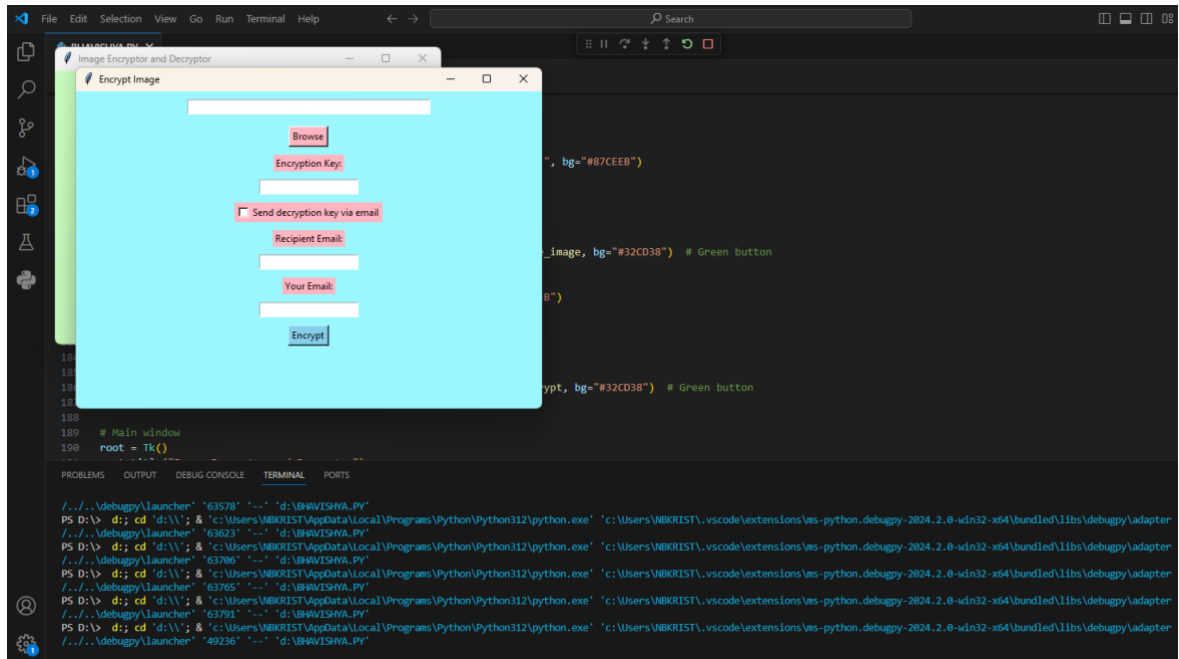 File Edit Selection View Go Run Terminal Help
Search
BHAVISHYA.PY
Image Encryptor and Decryptor
Encrypt Image
Browse
Encryption Key:
Send decryption key via email
Recipient Email:
Your Email:
Encrypt
", bg="#87CEEB")
_image, bg="#32CD38") # Green button
B")
ypt, bg="#32CD38") # Green button
188
189 # Main window
190 root = Tk()
PROBLEMS OUTPUT DEBUG CONSOLE TERMINAL PORTS
/../..\debugpy\launcher' '63578' '--' 'd:\BHAVISHYA.PY'
PS D:\> d:; cd 'd:\\'; & 'c:\Users\NBKRIST\AppData\Local\Programs\Python\Python312\python.exe' 'c:\Users\NBKRIST\.vscode\extensions\ms-python.debugpy-2024.2.0-win32-x64\bundled\libs\debugpy\adapter
/../..\debugpy\launcher' '63623' '--' 'd:\BHAVISHYA.PY'
PS D:\> d:; cd 'd:\\'; & 'c:\Users\NBKRIST\AppData\Local\Programs\Python\Python312\python.exe' 'c:\Users\NBKRIST\.vscode\extensions\ms-python.debugpy-2024.2.0-win32-x64\bundled\libs\debugpy\adapter
/../..\debugpy\launcher' '63706' '--' 'd:\BHAVISHYA.PY'
PS D:\> d:; cd 'd:\\'; & 'c:\Users\NBKRIST\AppData\Local\Programs\Python\Python312\python.exe' 'c:\Users\NBKRIST\.vscode\extensions\ms-python.debugpy-2024.2.0-win32-x64\bundled\libs\debugpy\adapter
/../..\debugpy\launcher' '63765' '--' 'd:\BHAVISHYA.PY'
PS D:\> d:; cd 'd:\\'; & 'c:\Users\NBKRIST\AppData\Local\Programs\Python\Python312\python.exe' 'c:\Users\NBKRIST\.vscode\extensions\ms-python.debugpy-2024.2.0-win32-x64\bundled\libs\debugpy\adapter
/../..\debugpy\launcher' '63791' '--' 'd:\BHAVISHYA.PY'
PS D:\> d:; cd 'd:\\'; & 'c:\Users\NBKRIST\AppData\Local\Programs\Python\Python312\python.exe' 'c:\Users\NBKRIST\.vscode\extensions\ms-python.debugpy-2024.2.0-win32-x64\bundled\libs\debugpy\adapter
/../..\debugpy\launcher' '49236' '--' 'd:\BHAVISHYA.PY'